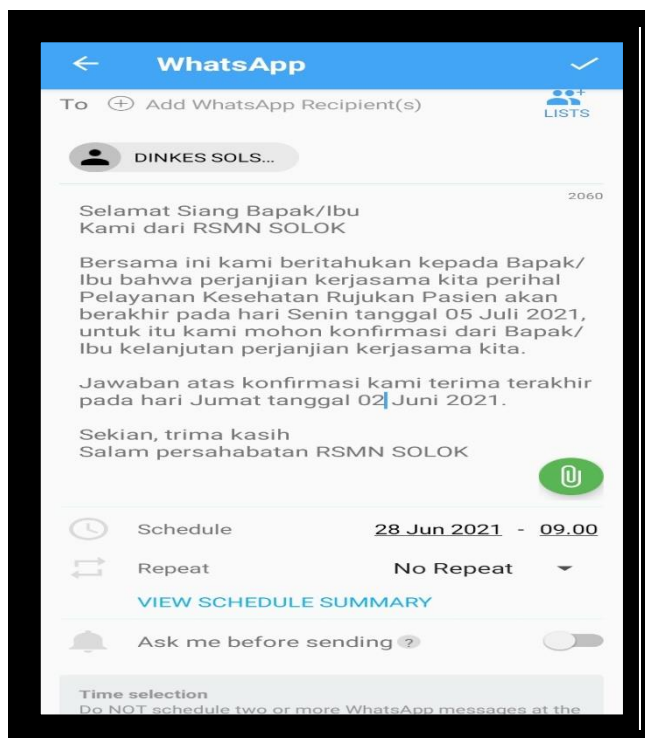 WhatsApp
To Add WhatsApp Recipient(s)
LISTS
DINKES SOLS...
2060
Selamat Siang Bapak/Ibu
Kami dari RSMN SOLOK
Bersama ini kami beritahukan kepada Bapak/
Ibu bahwa perjanjian kerjasama kita perihal
Pelayanan Kesehatan Rujukan Pasien akan
berakhir pada hari Senin tanggal 05 Juli 2021,
untuk itu kami mohon konfirmasi dari Bapak/
Ibu kelanjutan perjanjian kerjasama kita.
Jawaban atas konfirmasi kami terima terakhir
pada hari Jumat tanggal 02 Juni 2021.
Sekian, trima kasih
Salam persahabatan RSMN SOLOK
Schedule 28 Jun 2021 - 09.00
Repeat No Repeat
VIEW SCHEDULE SUMMARY
Ask me before sending ?
Time selection
Do NOT schedule two or more WhatsApp messages at the